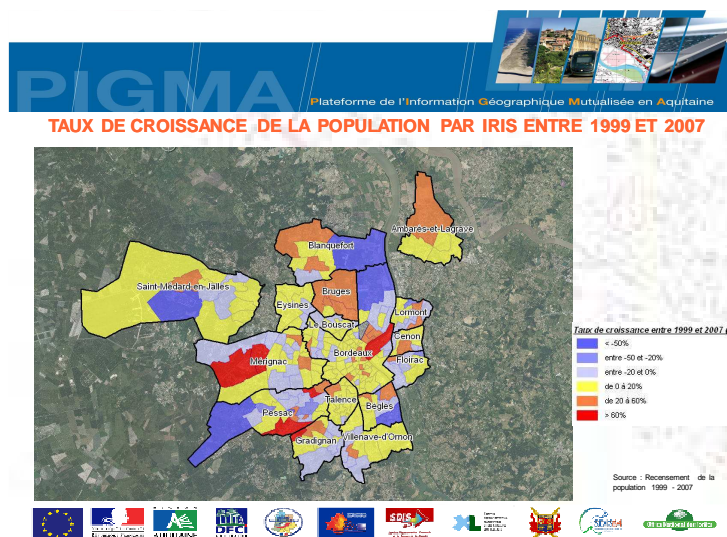 PIGMA
Plateforme de l'Information Géographique Mutualisée en Aquitaine
TAUX DE CROISSANCE DE LA POPULATION PAR IRIS ENTRE 1999 ET 2007
Ambarès-et-Lagrave
Blanquefort
Saint-Médard-en-Jalles
Bruges
Eysines
Lormont
Le Bouscat
Cenon
Bordeaux
Floirac
Mérignac
Talence
Bègles
Pessac
Gradignan
Villenave-d'Ornon
Taux de croissance entre 1999 et 2007
< -50%
entre -50 et -20%
entre -20 et 0%
de 0 à 20%
de 20 à 60%
> 60%
Source : Recensement de la
population 1999 - 2007
SDIS